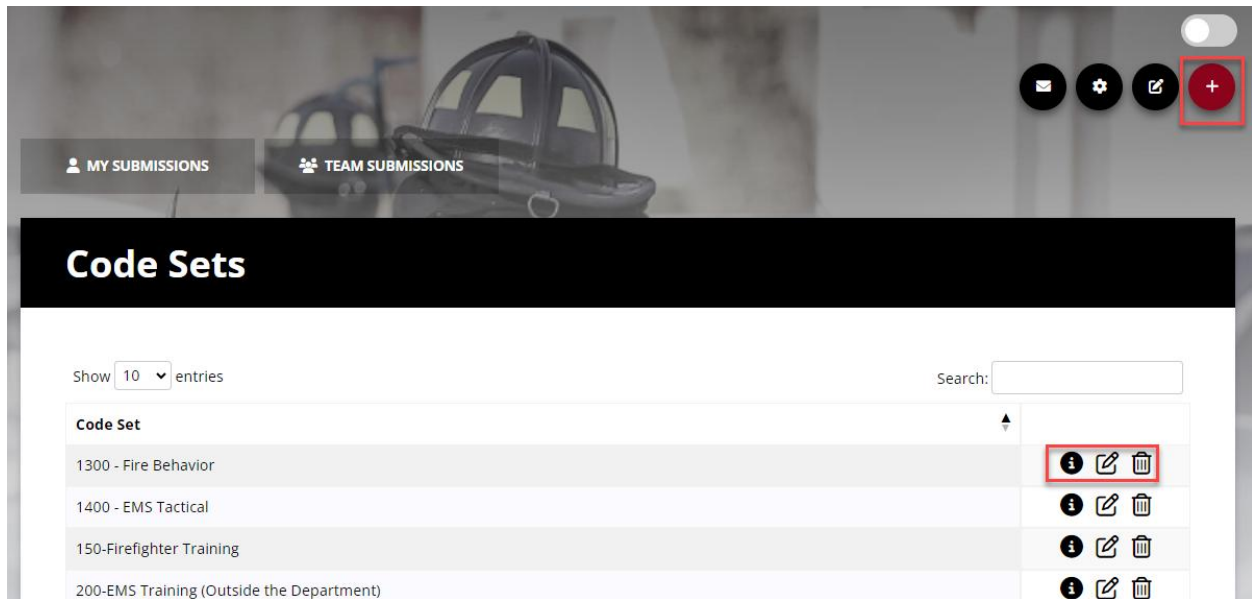 MY SUBMISSIONS
TEAM SUBMISSIONS
Code Sets
Show 10 entries
Search:
Code Set
1300 - Fire Behavior
1400 - EMS Tactical
150-Firefighter Training
200-EMS Training (Outside the Department)